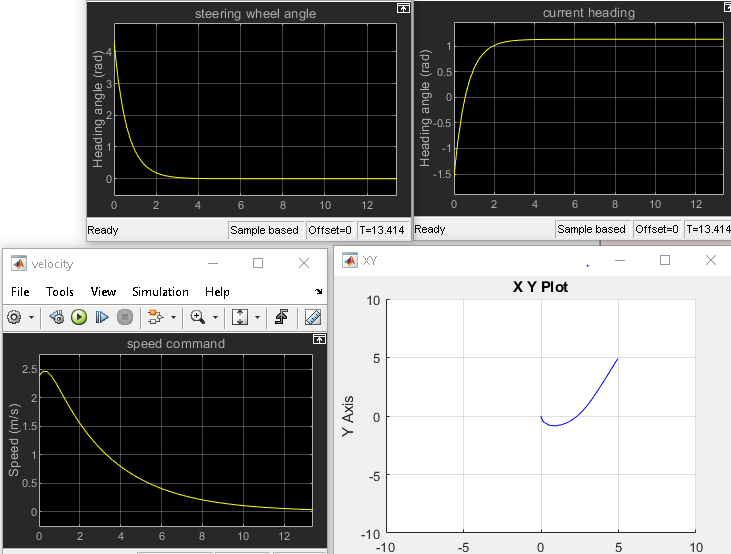 steering wheel angle
Heading angle (rad)
4
3
2
1
0
0 2 4 6 8 10 12
Ready Sample based Offset=0 T=13.414
current heading
Heading angle (rad)
1
0.5
0
-0.5
-1
-1.5
0 2 4 6 8 10 12
Ready Sample based Offset=0 T=13.414
velocity
File Tools View Simulation Help
speed command
Speed (m/s)
2.5
2
1.5
1
0.5
0
0 2 4 6 8 10 12
XY
X Y Plot
Y Axis
10
5
0
-5
-10
-10 -5 0 5 10